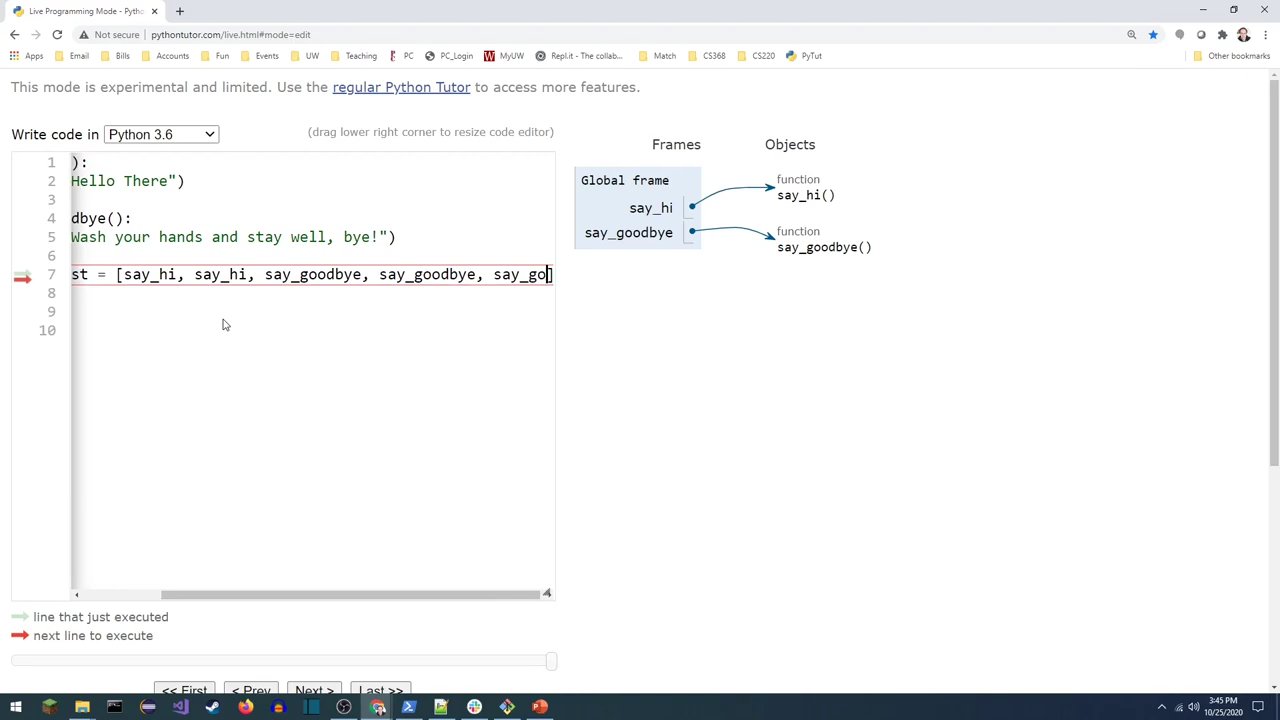 Live Programming Mode - Pytho
Not secure pythontutor.com/live.html#mode=edit
Apps Email Bills Accounts Fun Events UW Teaching PC PC_Login MyUW Repl.it - The collab... Match CS368 CS220 PyTut Other bookmarks
This mode is experimental and limited. Use the regular Python Tutor to access more features.
Write code in Python 3.6 (drag lower right corner to resize code editor)
Frames Objects
1 ):
2 Hello There")
3
4 dbye():
5 Wash your hands and stay well, bye!")
6
7 st = [say_hi, say_hi, say_goodbye, say_goodbye, say_go]
8
9
10
Global frame
say_hi
say_goodbye
function
say_hi()
function
say_goodbye()
line that just executed
next line to execute
<< First < Prev Next > Last >>
3:45 PM
10/25/2020